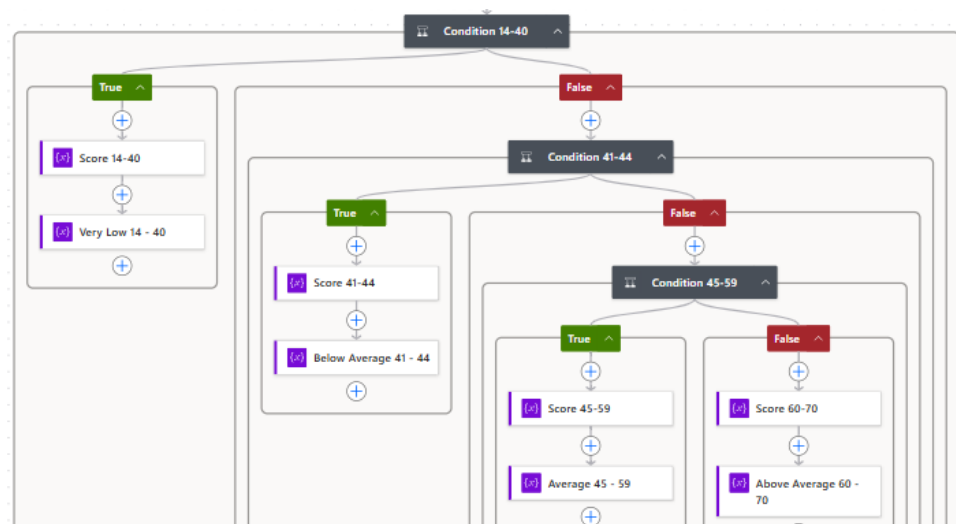 Condition 14-40
True
False
Score 14-40
Very Low 14 - 40
Condition 41-44
True
False
Score 41-44
Below Average 41 - 44
Condition 45-59
True
False
Score 45-59
Average 45 - 59
Score 60-70
Above Average 60 -
70